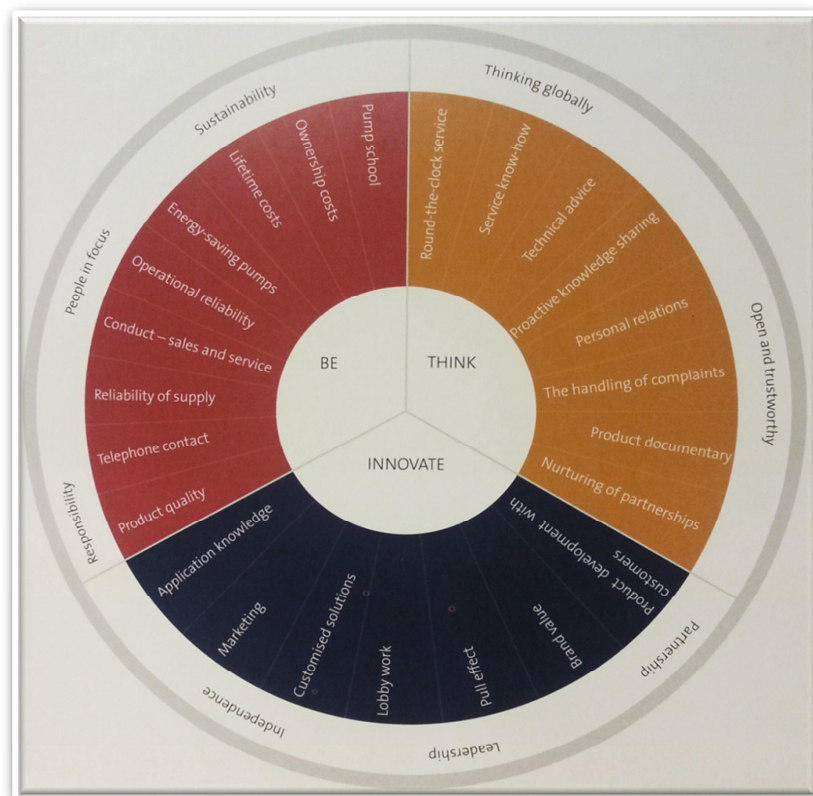 Sustainability
Thinking globally
People in focus
Open and trustworthy
Responsibility
Partnership
Independence
Leadership
BE
THINK
INNOVATE
Pump school
Ownership costs
Lifetime costs
Energy-saving pumps
Operational reliability
Conduct – sales and service
Reliability of supply
Telephone contact
Product quality
Round-the-clock service
Service know-how
Technical advice
Proactive knowledge sharing
Personal relations
The handling of complaints
Product documentary
Nurturing of partnerships
Product development with
customers
Brand value
Pull effect
Lobby work
Customised solutions
Marketing
Application knowledge